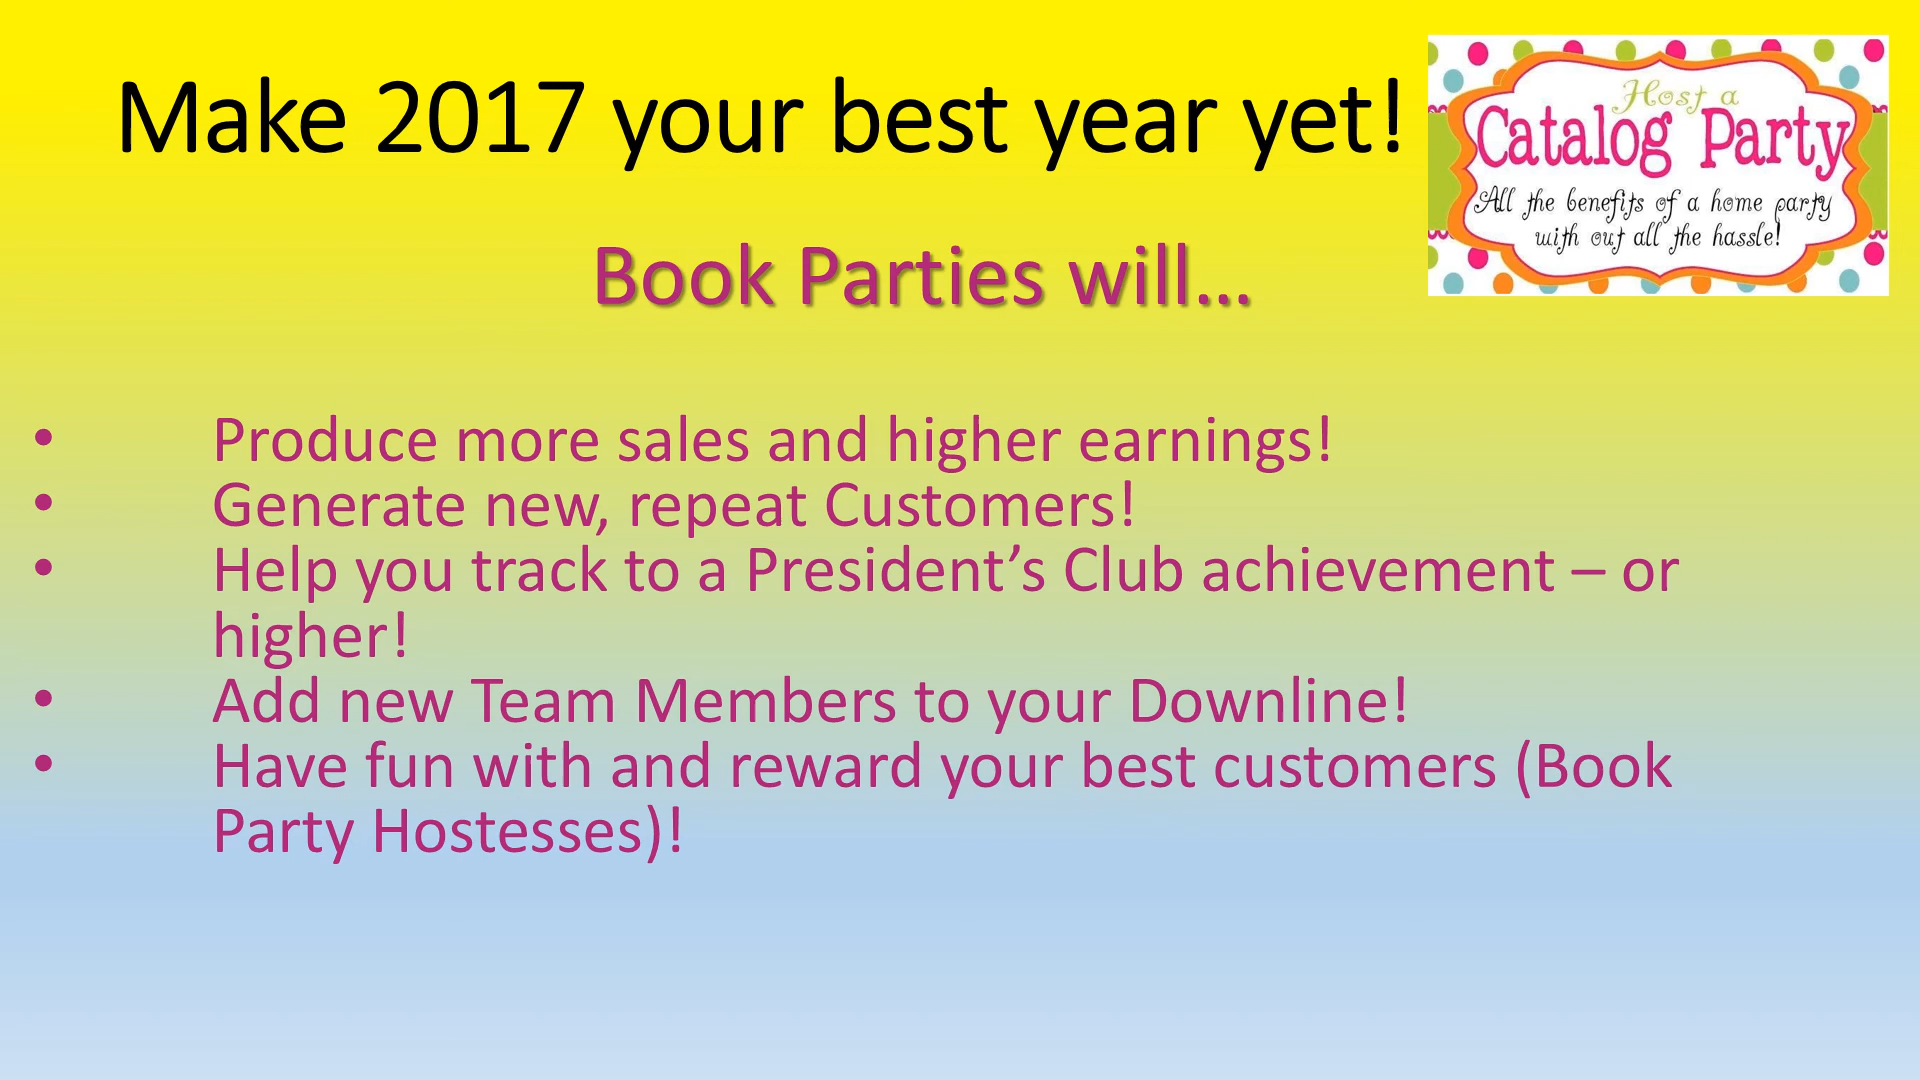 Make 2017 your best year yet!
Host a
Catalog Party
All the benefits of a home party
with out all the hassle!
Book Parties will...
• Produce more sales and higher earnings!
• Generate new, repeat Customers!
• Help you track to a President’s Club achievement – or
higher!
• Add new Team Members to your Downline!
• Have fun with and reward your best customers (Book
Party Hostesses)!